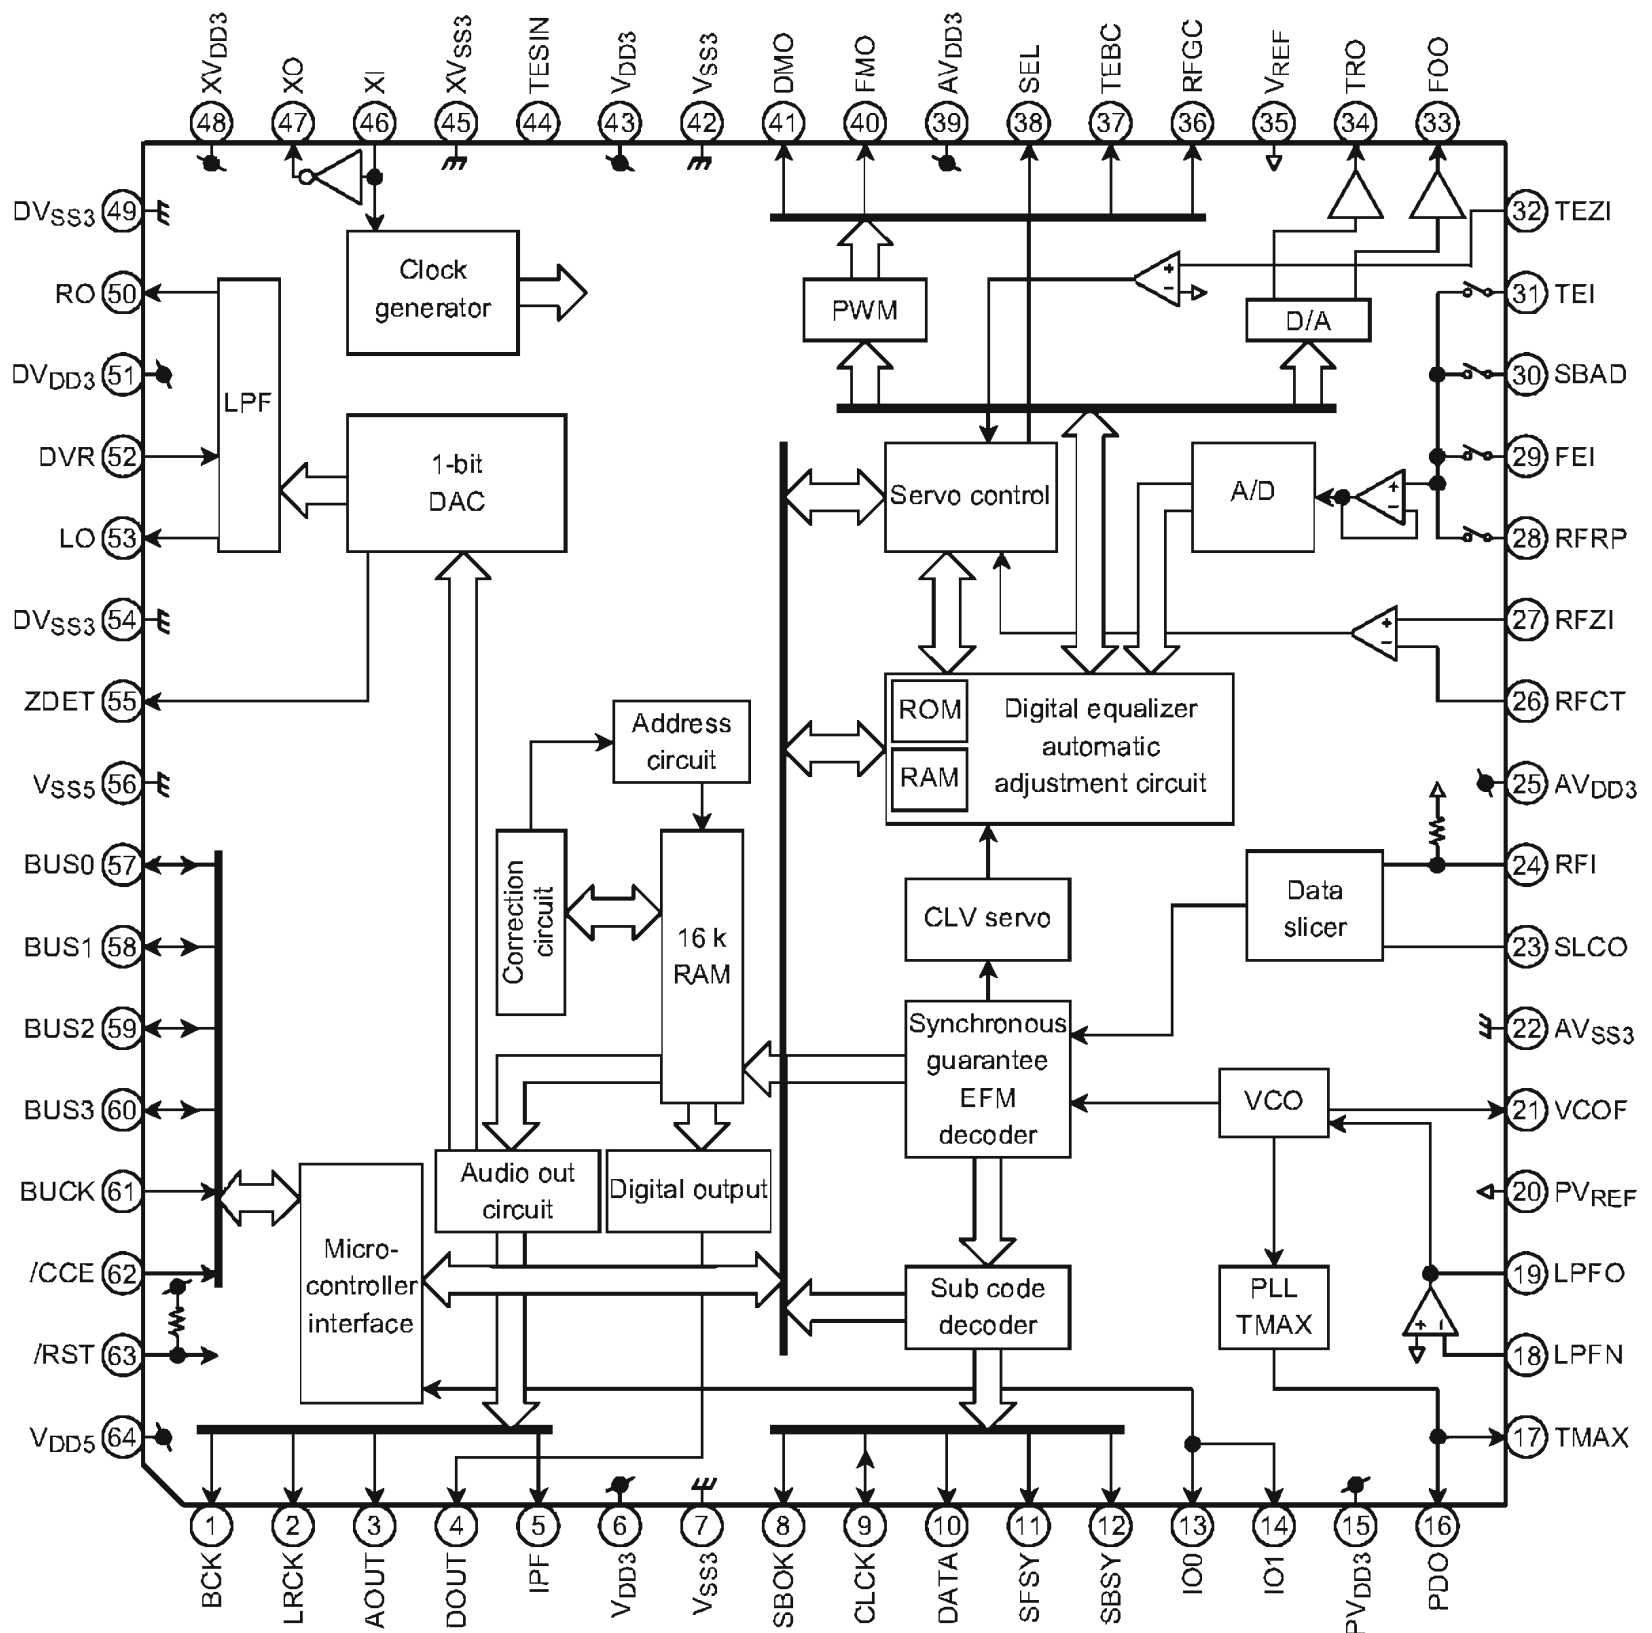 XVDD3
XO
XI
XVSS3
TESIN
VDD3
VSS3
DMO
FMO
AVDD3
SEL
TEBC
RFGC
VREF
TRO
FOO
48
47
46
45
44
43
42
41
40
39
38
37
36
35
34
33
DVSS3 49
32 TEZI
Clock
generator
RO 50
PWM
+
−
D/A
31 TEI
DVDD3 51
LPF
30 SBAD
DVR 52
1-bit
DAC
Servo control
A/D
+
−
29 FEI
LO 53
28 RFRP
DVSS3 54
+
−
27 RFZI
ZDET 55
Address
circuit
ROM
RAM
Digital equalizer
automatic
adjustment circuit
26 RFCT
VSS5 56
25 AVDD3
BUS0 57
Correction
circuit
16 k
RAM
CLV servo
Data
slicer
24 RFI
BUS1 58
23 SLCO
BUS2 59
Synchronous
guarantee
EFM
decoder
22 AVSS3
BUS3 60
VCO
21 VCOF
BUCK 61
Audio out
circuit
Digital output
20 PVREF
/CCE 62
Micro-
controller
interface
Sub code
decoder
PLL
TMAX
19 LPFO
+ −
/RST 63
18 LPFN
VDD5 64
17 TMAX
1
2
3
4
5
6
7
8
9
10
11
12
13
14
15
16
BCK
LRCK
AOUT
DOUT
IPF
VDD3
VSS3
SBOK
CLCK
DATA
SFSY
SBSY
IO0
IO1
PVDD3
PDO